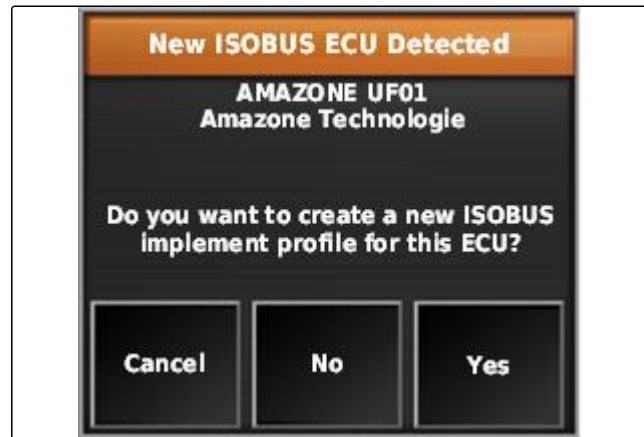 New ISOBUS ECU Detected
AMAZONE UF01
Amazone Technologie
Do you want to create a new ISOBUS
implement profile for this ECU?
Cancel
No
Yes